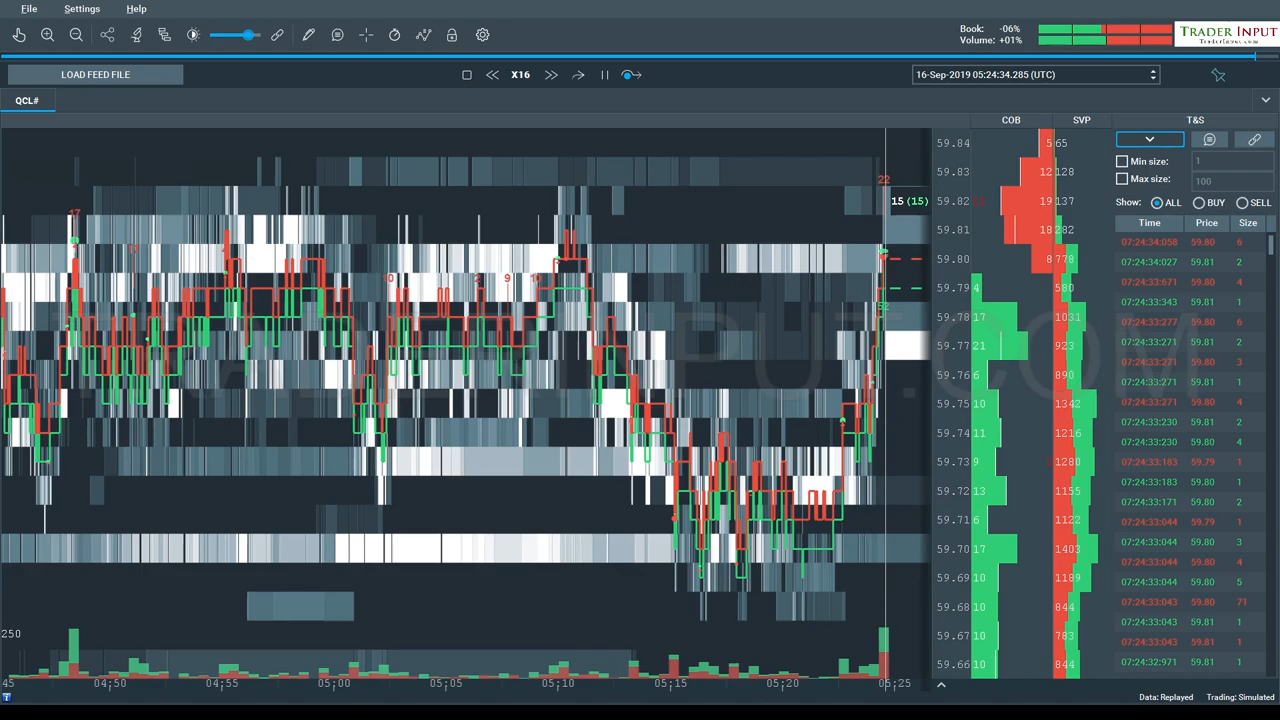 File Settings Help
Book: -06%
Volume: +01%
TRADER INPUT
TraderInput.com
LOAD FEED FILE
X16
16-Sep-2019 05:24:34.285 (UTC)
QCL#
COB SVP T&S
Min size: 1
Max size: 100
Show: ALL BUY SELL
Time Price Size
59.84 5 65
59.83 12 128
59.82 19 137
59.81 18 282
59.80 8 778
59.79 4 580
59.78 17 1031
59.77 21 923
59.76 6 890
59.75 10 1342
59.74 11 1216
59.73 9 1280
59.72 13 1155
59.71 6 1122
59.70 17 1403
59.69 10 1189
59.68 10 844
59.67 10 783
59.66 10 844
07:24:34:058 59.80 6
07:24:34:027 59.81 2
07:24:33:671 59.80 4
07:24:33:343 59.81 1
07:24:33:277 59.80 6
07:24:33:271 59.81 2
07:24:33:271 59.80 3
07:24:33:271 59.81 1
07:24:33:271 59.80 4
07:24:33:230 59.81 2
07:24:33:230 59.80 4
07:24:33:183 59.79 1
07:24:33:183 59.80 1
07:24:33:171 59.80 2
07:24:33:044 59.79 1
07:24:33:044 59.80 3
07:24:33:044 59.80 4
07:24:33:044 59.80 5
07:24:33:043 59.80 71
07:24:33:043 59.81 1
07:24:33:043 59.81 1
07:24:32:971 59.81 1
22
15 (15)
17
9
52
250
45 04:50 04:55 05:00 05:05 05:10 05:15 05:20 05:25
Data: Replayed Trading: Simulated